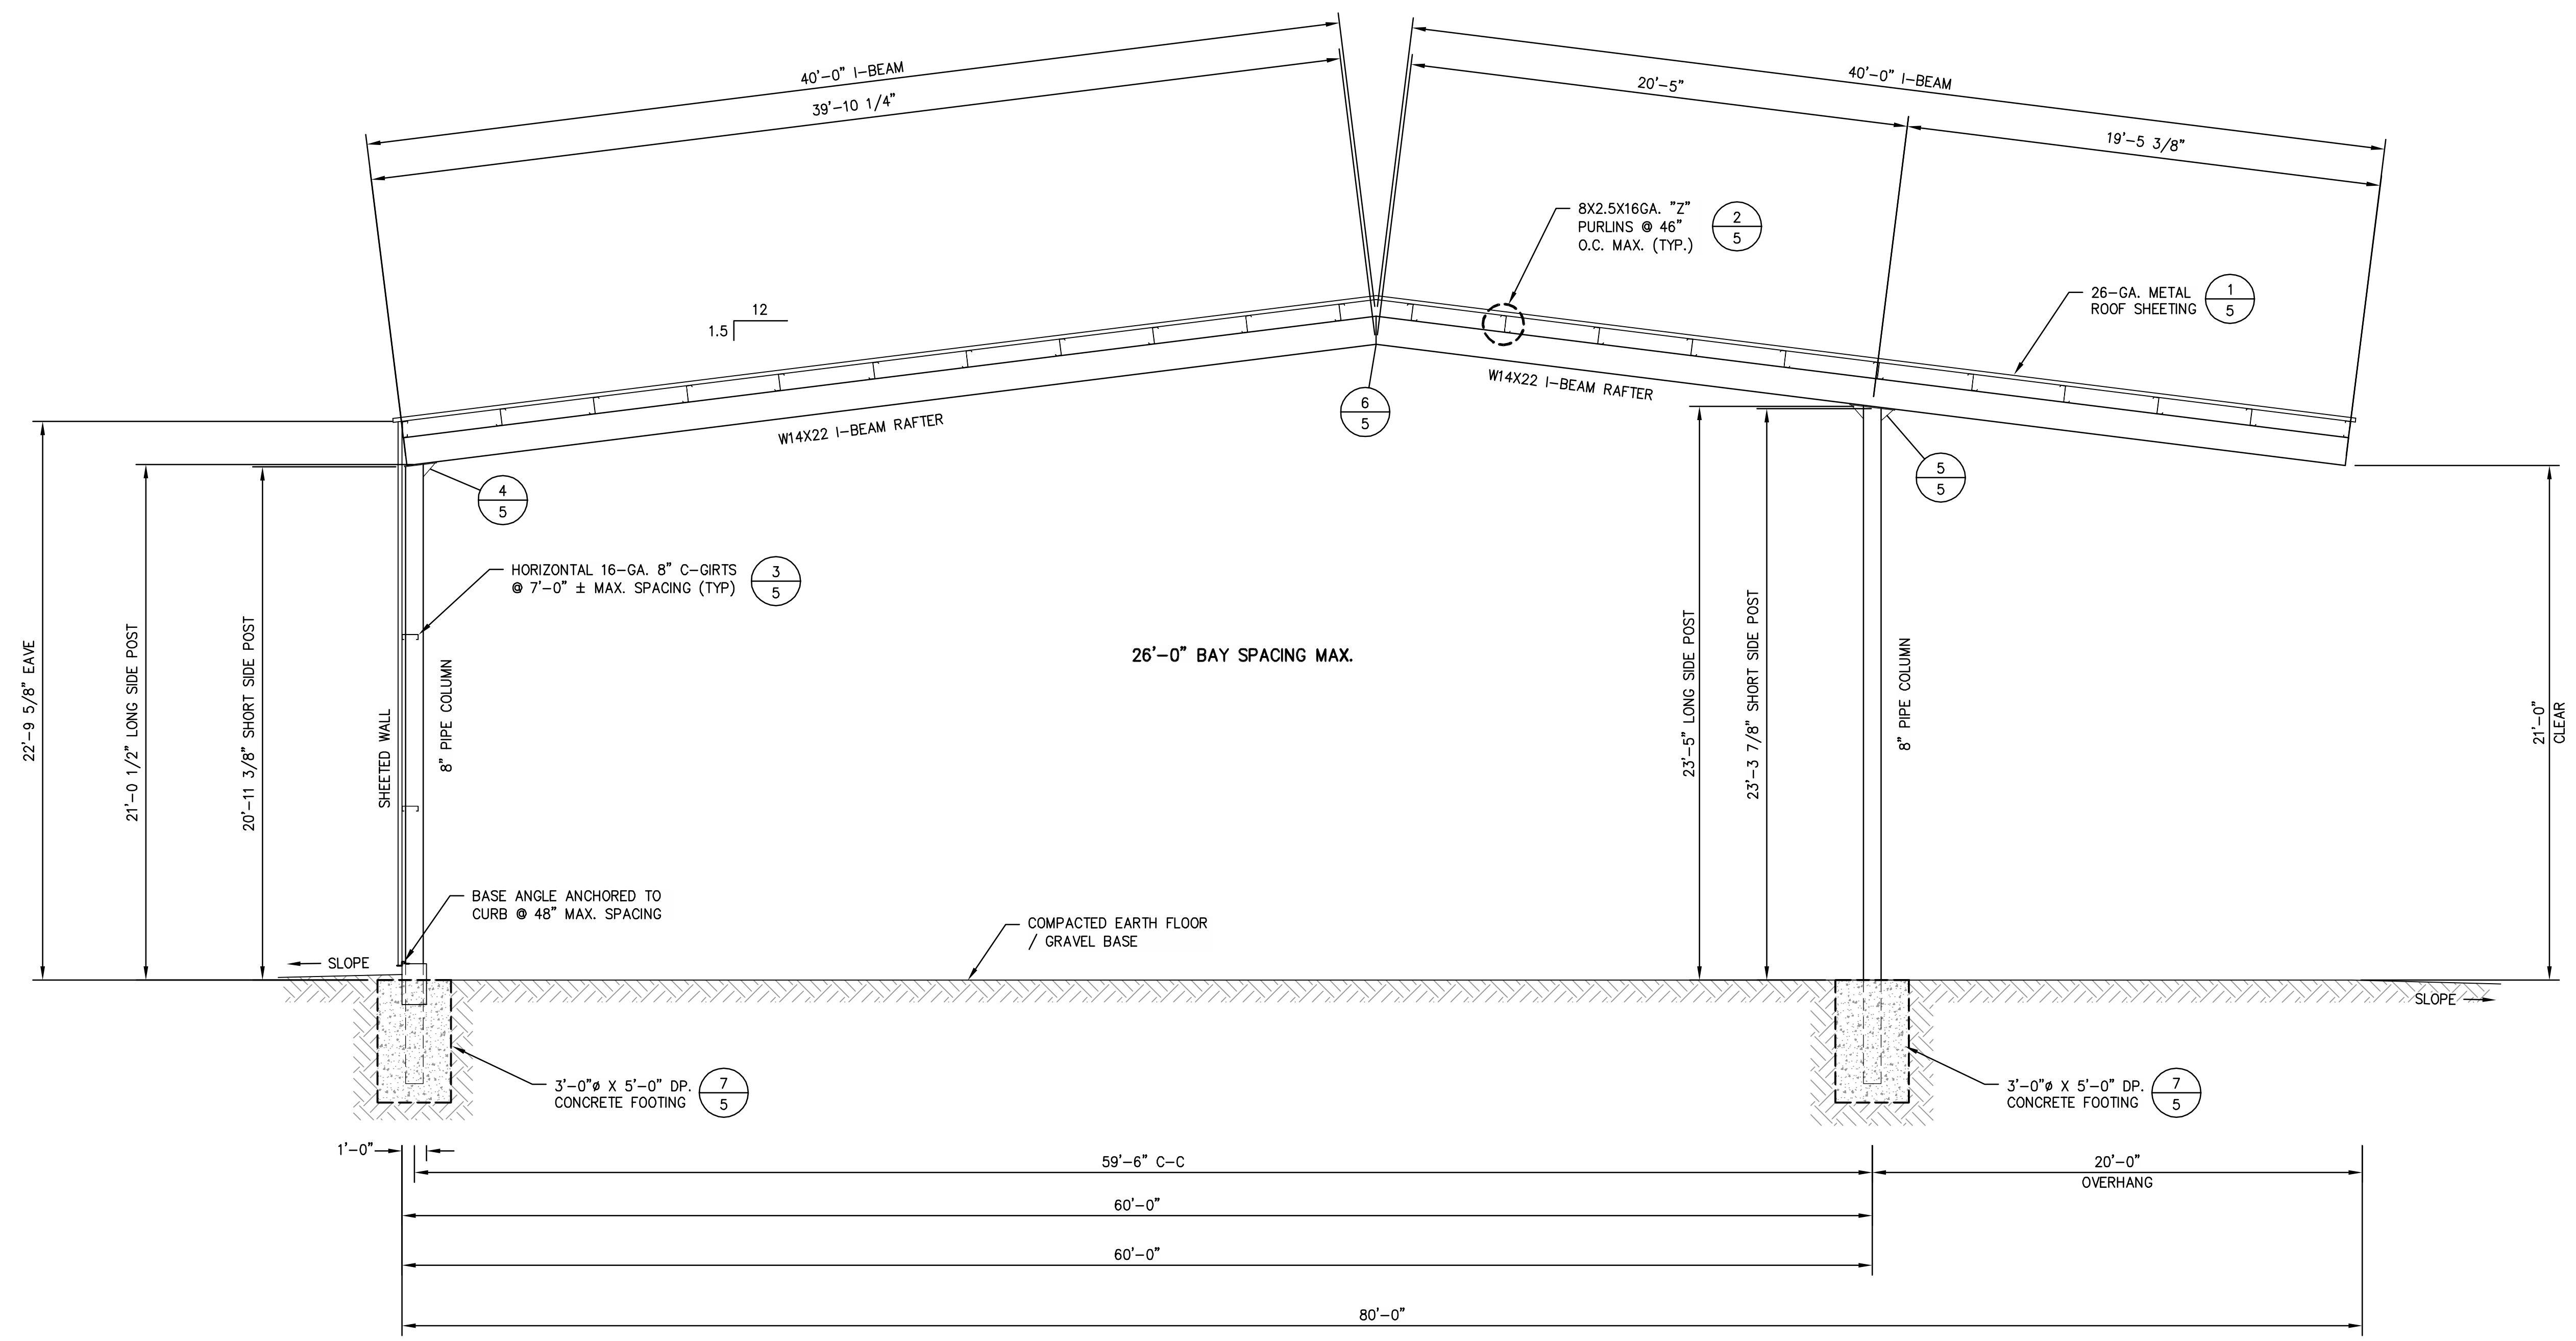 40'-0" I-BEAM
39'-10 1/4"
40'-0" I-BEAM
20'-5"
19'-5 3/8"
8X2.5X16GA. "Z"
PURLINS @ 46"
O.C. MAX. (TYP.)
2
5
26-GA. METAL
ROOF SHEETING
1
5
12
1.5
W14X22 I-BEAM RAFTER
W14X22 I-BEAM RAFTER
6
5
4
5
5
5
HORIZONTAL 16-GA. 8" C-GIRTS
@ 7'-0" ± MAX. SPACING (TYP)
3
5
22'-9 5/8" EAVE
21'-0 1/2" LONG SIDE POST
20'-11 3/8" SHORT SIDE POST
SHEETED WALL
8" PIPE COLUMN
26'-0" BAY SPACING MAX.
23'-5" LONG SIDE POST
23'-3 7/8" SHORT SIDE POST
8" PIPE COLUMN
21'-0"
CLEAR
BASE ANGLE ANCHORED TO
CURB @ 48" MAX. SPACING
COMPACTED EARTH FLOOR
/ GRAVEL BASE
SLOPE
SLOPE
3'-0"ø X 5'-0" DP.
CONCRETE FOOTING
7
5
3'-0"ø X 5'-0" DP.
CONCRETE FOOTING
7
5
1'-0"
59'-6" C-C
20'-0"
OVERHANG
60'-0"
60'-0"
80'-0"